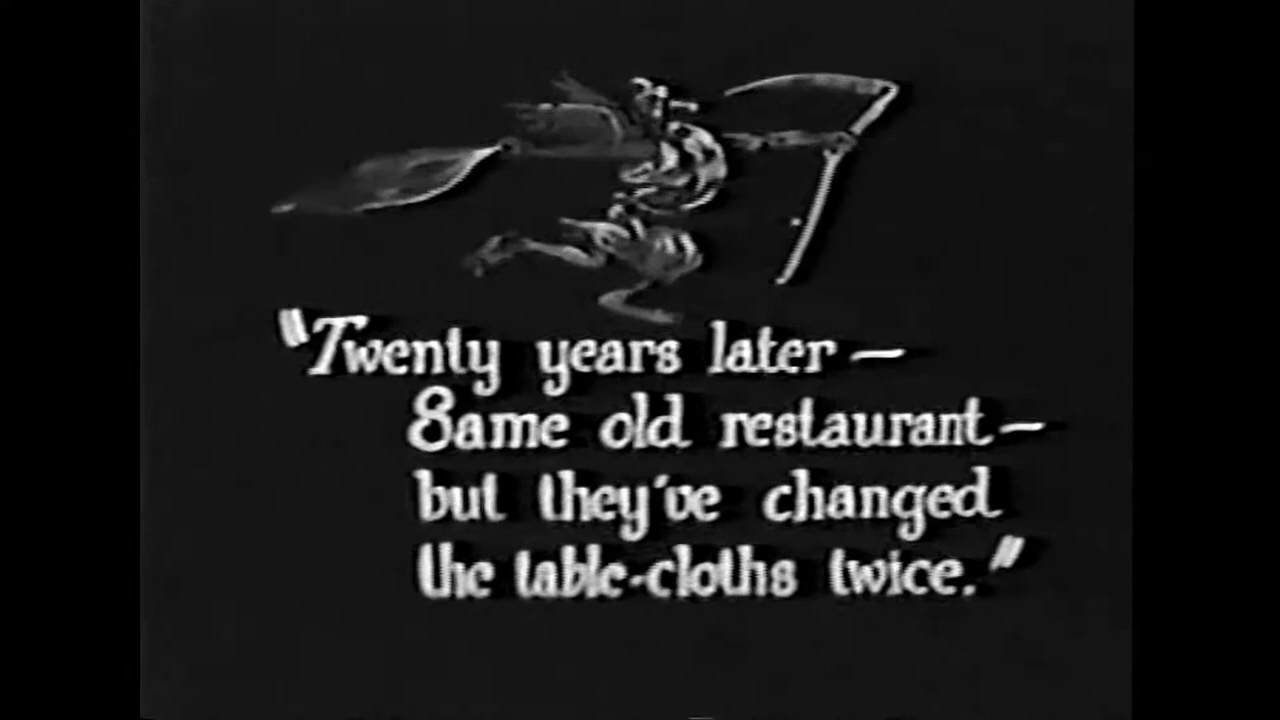 "Twenty years later—
Same old restaurant—
but they've changed
the table-cloths twice."